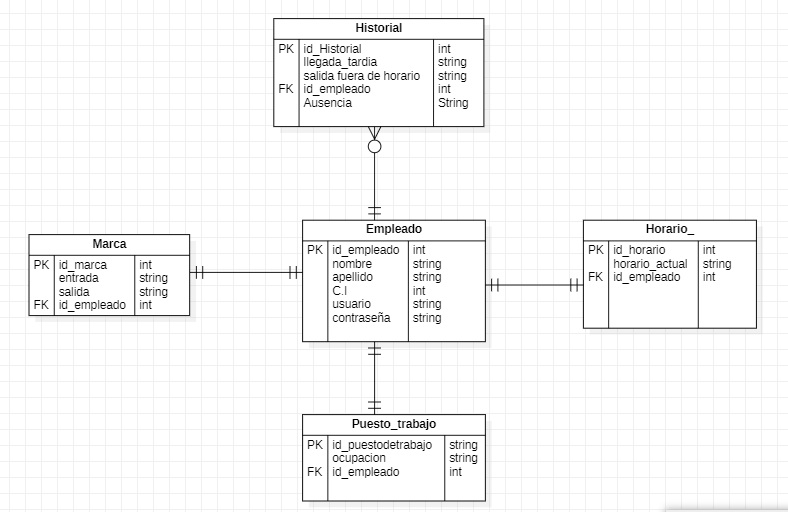 Historial
PK id_Historial int
llegada_tardia string
salida fuera de horario string
FK id_empleado int
Ausencia String
Marca
PK id_marca int
entrada string
salida string
FK id_empleado int
Empleado
PK id_empleado int
nombre string
apellido string
C.I int
usuario string
contraseña string
Horario_
PK id_horario int
horario_actual string
FK id_empleado int
Puesto_trabajo
PK id_puestodetrabajo string
ocupacion string
FK id_empleado int